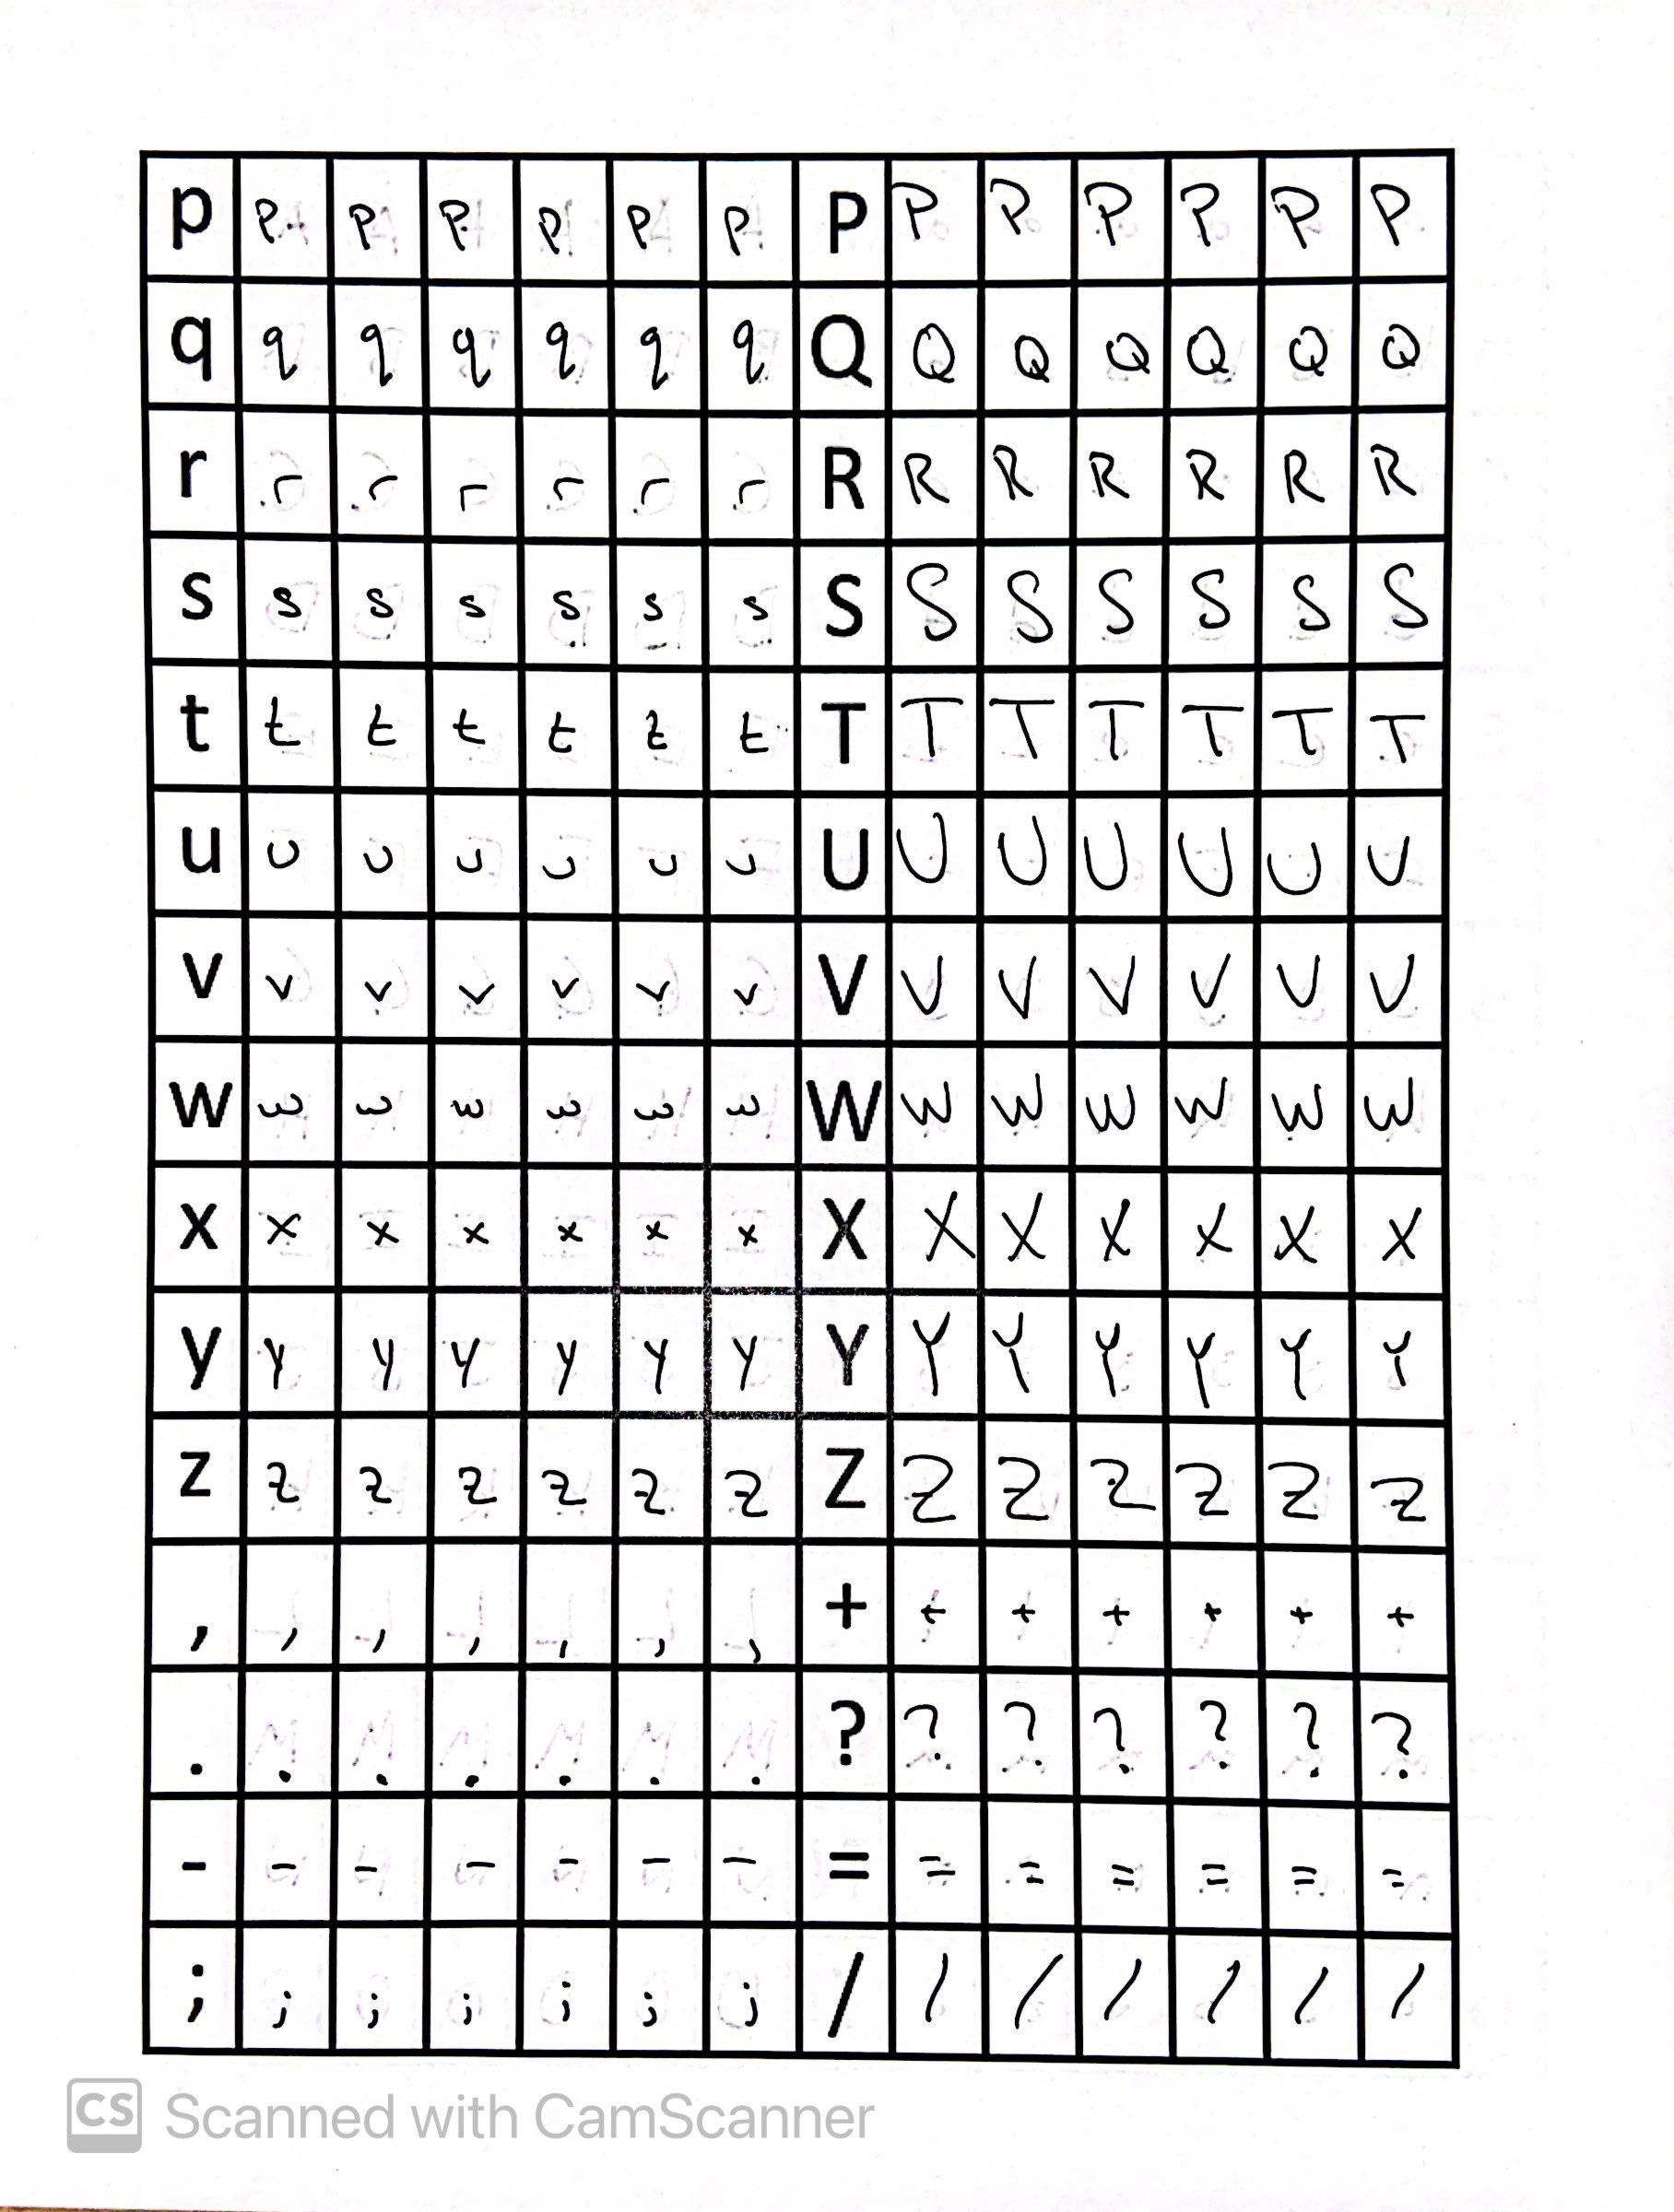 p p p p p p p P P P P P P P
q q q q q q q Q Q Q Q Q Q Q
r r r r r r r R R R R R R R
s s s s s s s S S S S S S S
t t t t t t t T T T T T T T
u u u u u u u U U U U U U U
v v v v v v v V V V V V V V
w w w w w w w W W W W W W W
x x x x x x x X X X X X X X
y y y y y y y Y Y Y Y Y Y Y
z z z z z z z Z Z Z Z Z Z Z
, , , , , , , + + + + + + +
. . . . . . . ? ? ? ? ? ? ?
- - - - - - - = = = = = = =
; ; ; ; ; ; ; / / / / / / /
CS Scanned with CamScanner